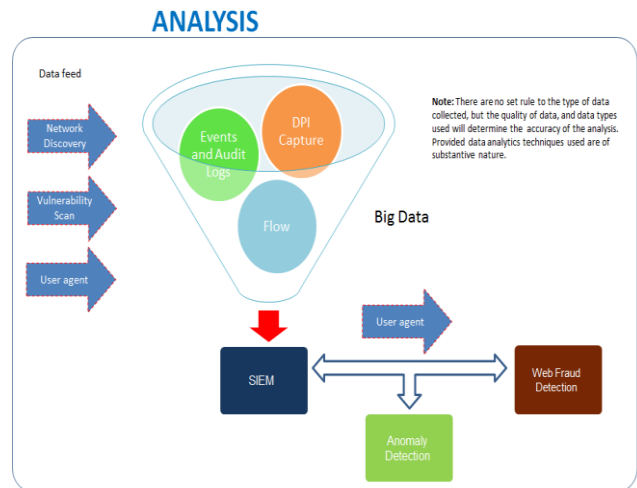 ANALYSIS
Data feed
Network
Discovery
Vulnerability
Scan
User agent
Events
and Audit
Logs
DPI
Capture
Flow
Note: There are no set rule to the type of data
collected, but the quality of data, and data types
used will determine the accuracy of the analysis.
Provided data analytics techniques used are of
substantive nature.
Big Data
User agent
SIEM
Web Fraud
Detection
Anomaly
Detection